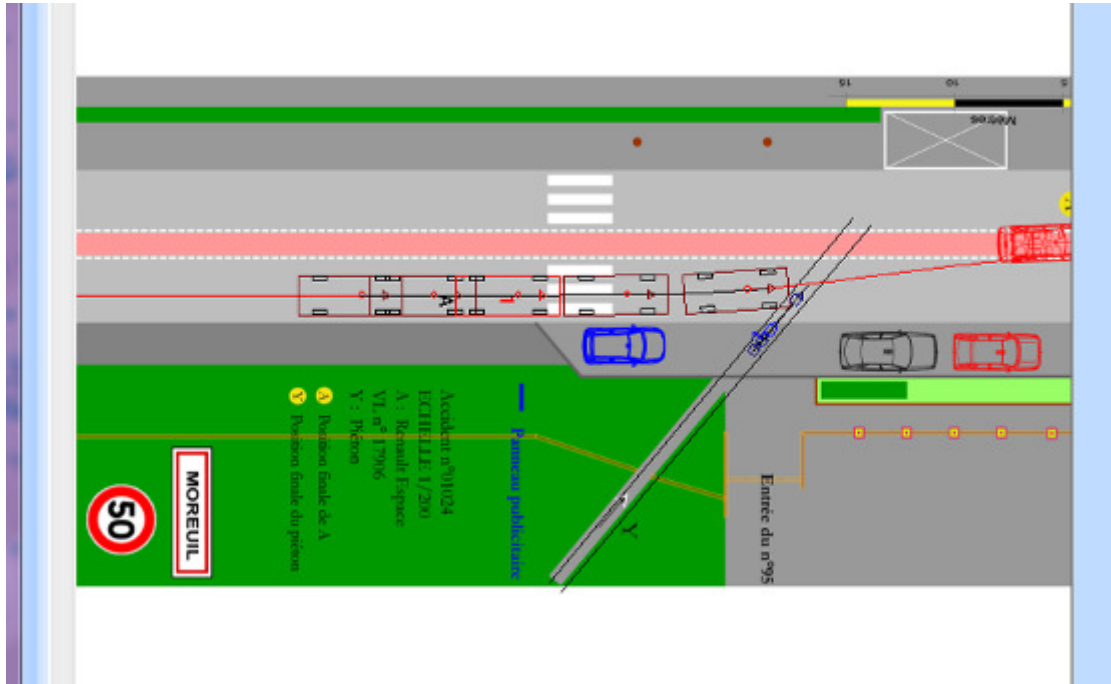 15
10
5
Mètres
A
1
Accident n°01024
ECHELLE 1/200
A : Renault Espace
VL n° 17906
Y : Piéton
A Position finale de A
Y Position finale du piéton
Panneau publicitaire
Entrée du n°95
Y
MOREUIL
50